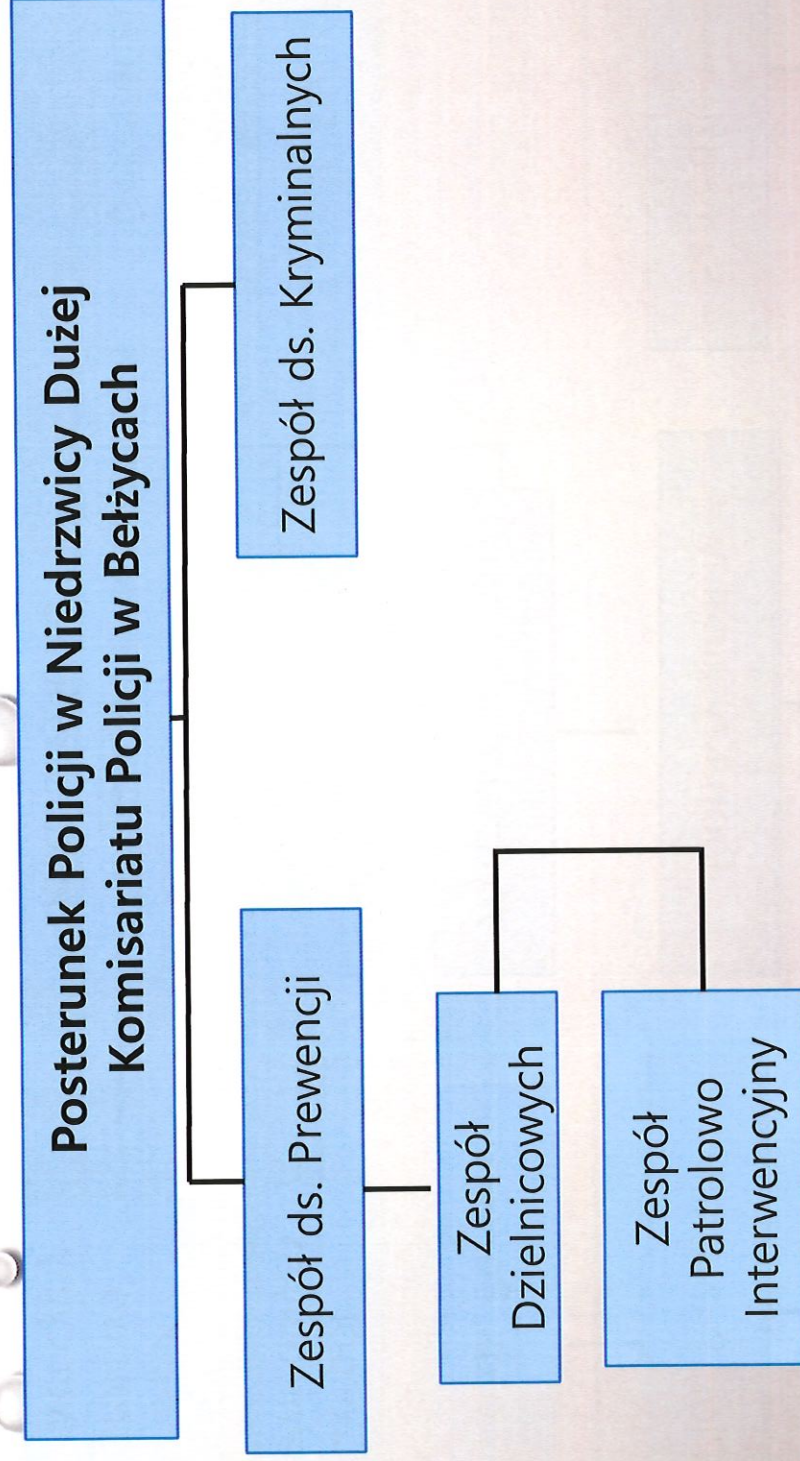 Posterunek Policji w Niedrzwicy Dużej
Komisariatu Policji w Bełżycach
Zespół ds. Prewencji
Zespół ds. Kryminalnych
Zespół
Dzielnicowych
Zespół
Patrolowo
Interwencyjny